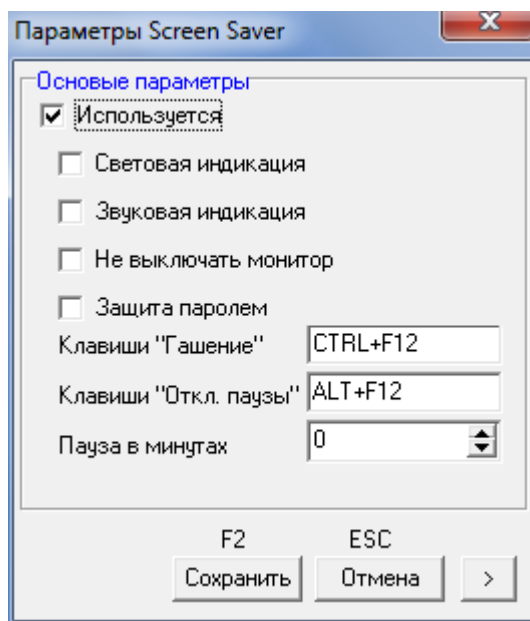 Параметры Screen Saver
x
Основные параметры
Используется
Световая индикация
Звуковая индикация
Не выключать монитор
Защита паролем
Клавиши "Гашение" CTRL+F12
Клавиши "Откл. паузы" ALT+F12
Пауза в минутах 0
F2 ESC
Сохранить Отмена >